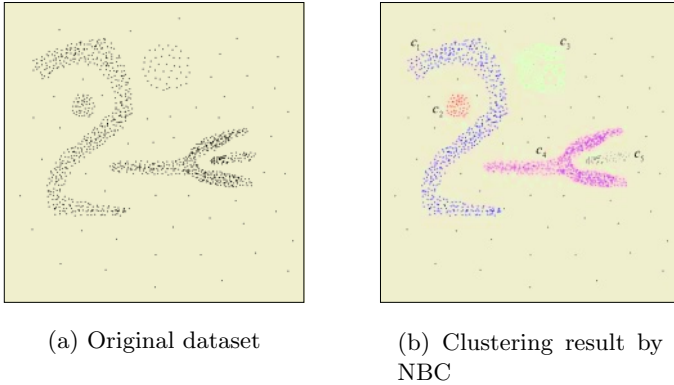 c₁
c₃
c₂
c₄
c₅
(a) Original dataset
(b) Clustering result by
NBC